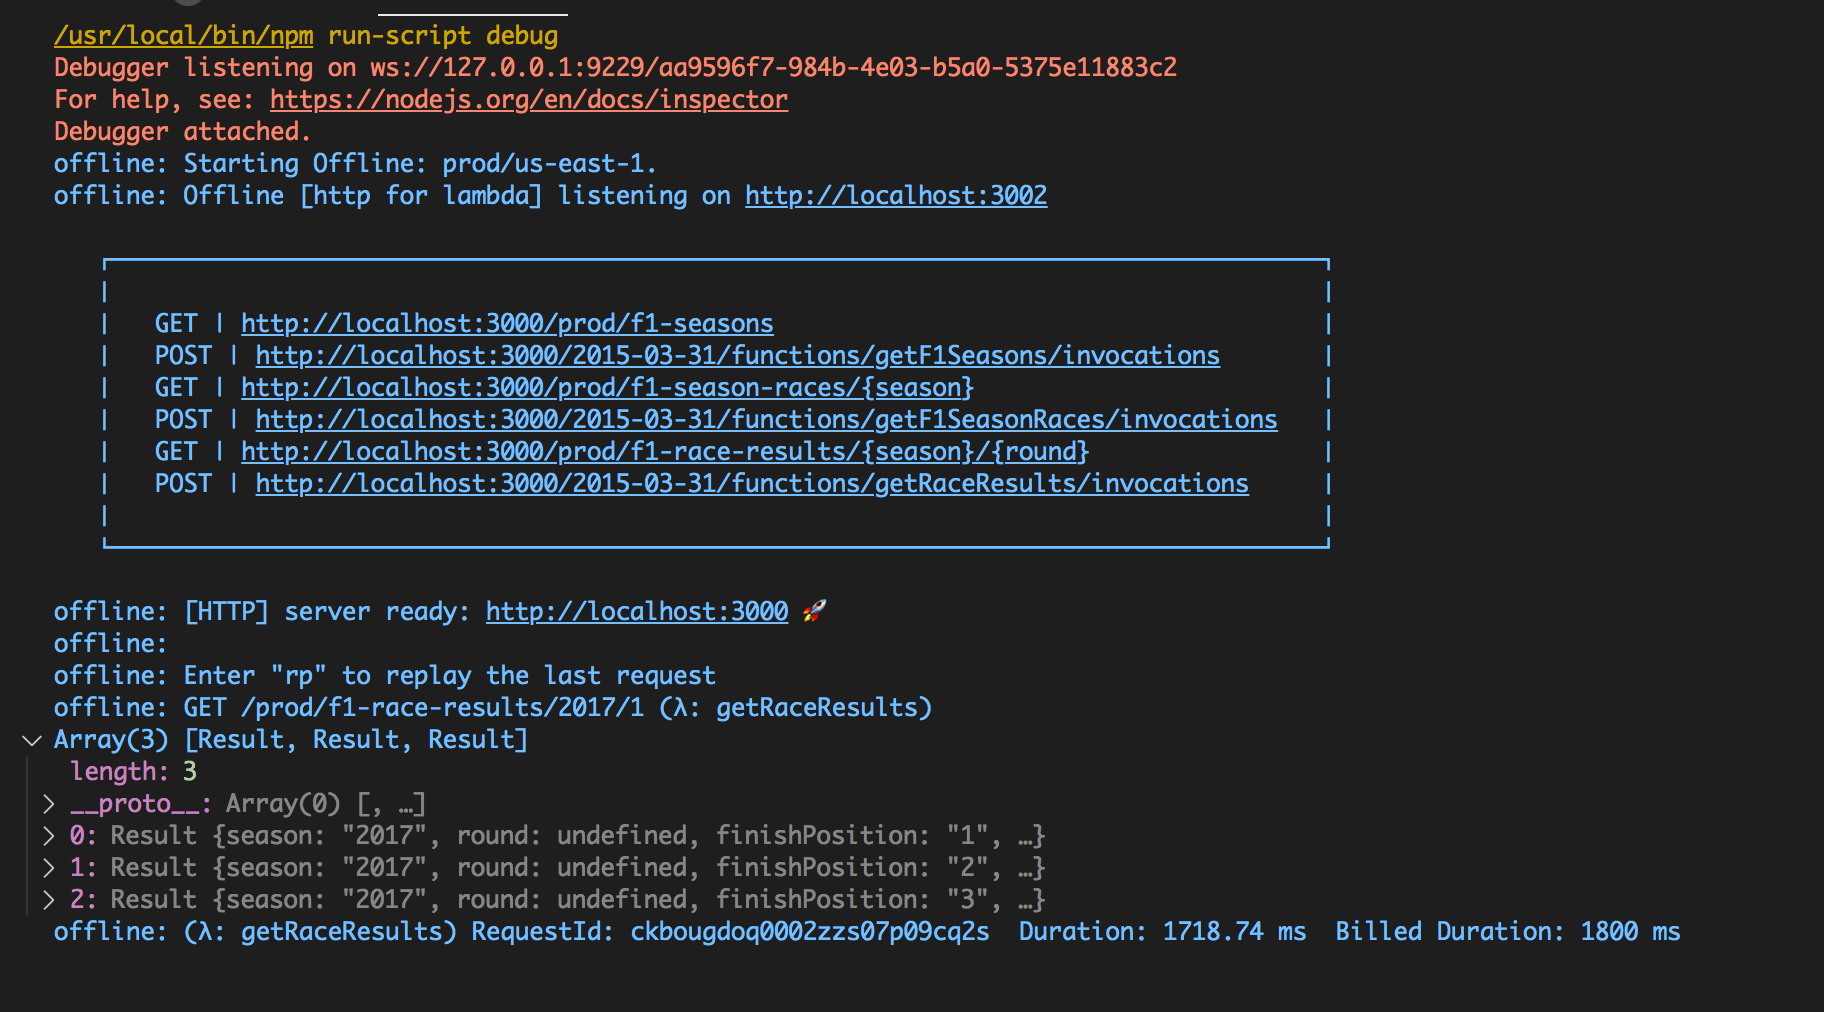 /usr/local/bin/npm run-script debug
Debugger listening on ws://127.0.0.1:9229/aa9596f7-984b-4e03-b5a0-5375e11883c2
For help, see: https://nodejs.org/en/docs/inspector
Debugger attached.
offline: Starting Offline: prod/us-east-1.
offline: Offline [http for lambda] listening on http://localhost:3002
GET | http://localhost:3000/prod/f1-seasons
POST | http://localhost:3000/2015-03-31/functions/getF1Seasons/invocations
GET | http://localhost:3000/prod/f1-season-races/{season}
POST | http://localhost:3000/2015-03-31/functions/getF1SeasonRaces/invocations
GET | http://localhost:3000/prod/f1-race-results/{season}/{round}
POST | http://localhost:3000/2015-03-31/functions/getRaceResults/invocations
offline: [HTTP] server ready: http://localhost:3000 🚀
offline:
offline: Enter "rp" to replay the last request
offline: GET /prod/f1-race-results/2017/1 (λ: getRaceResults)
Array(3) [Result, Result, Result]
length: 3
__proto__: Array(0) [, …]
0: Result {season: "2017", round: undefined, finishPosition: "1", …}
1: Result {season: "2017", round: undefined, finishPosition: "2", …}
2: Result {season: "2017", round: undefined, finishPosition: "3", …}
offline: (λ: getRaceResults) RequestId: ckbougdoq0002zzs07p09cq2s  Duration: 1718.74 ms  Billed Duration: 1800 ms